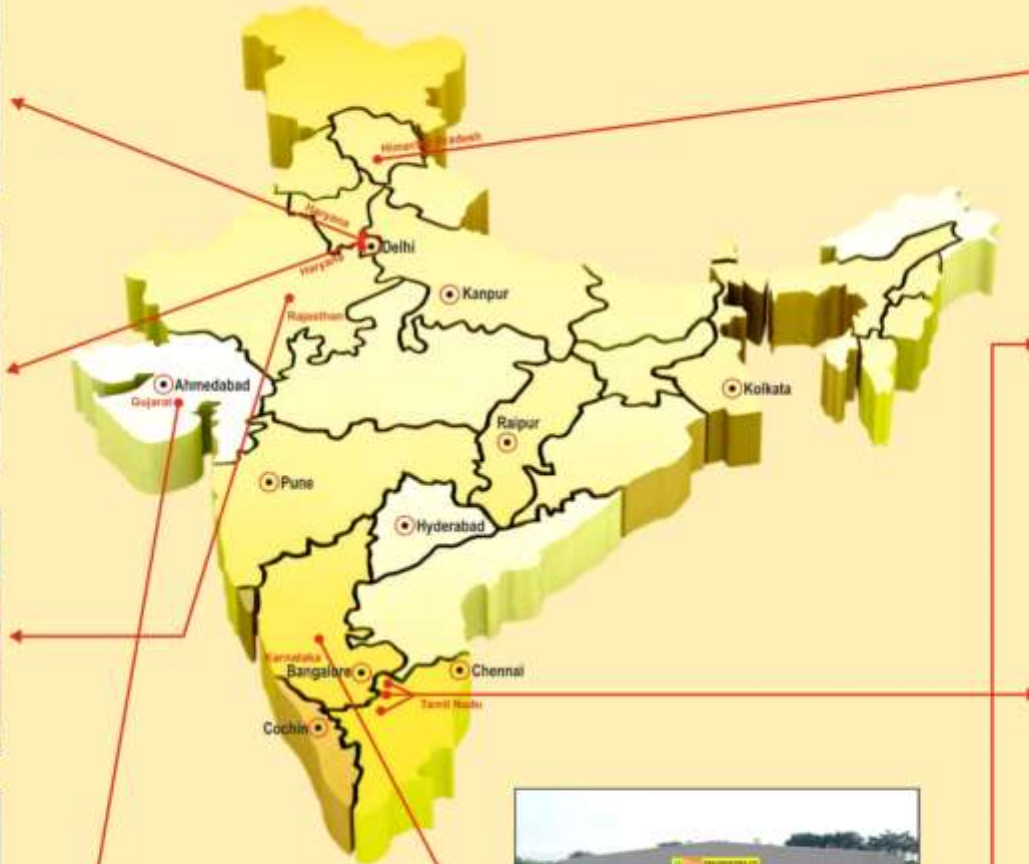 Himachal Pradesh
Haryana
Delhi
Haryana
Kanpur
Rajasthan
Ahmedabad
Gujarat
Kolkata
Raipur
Pune
Hyderabad
Karnataka
Bangalore
Chennai
Tamil Nadu
Cochin